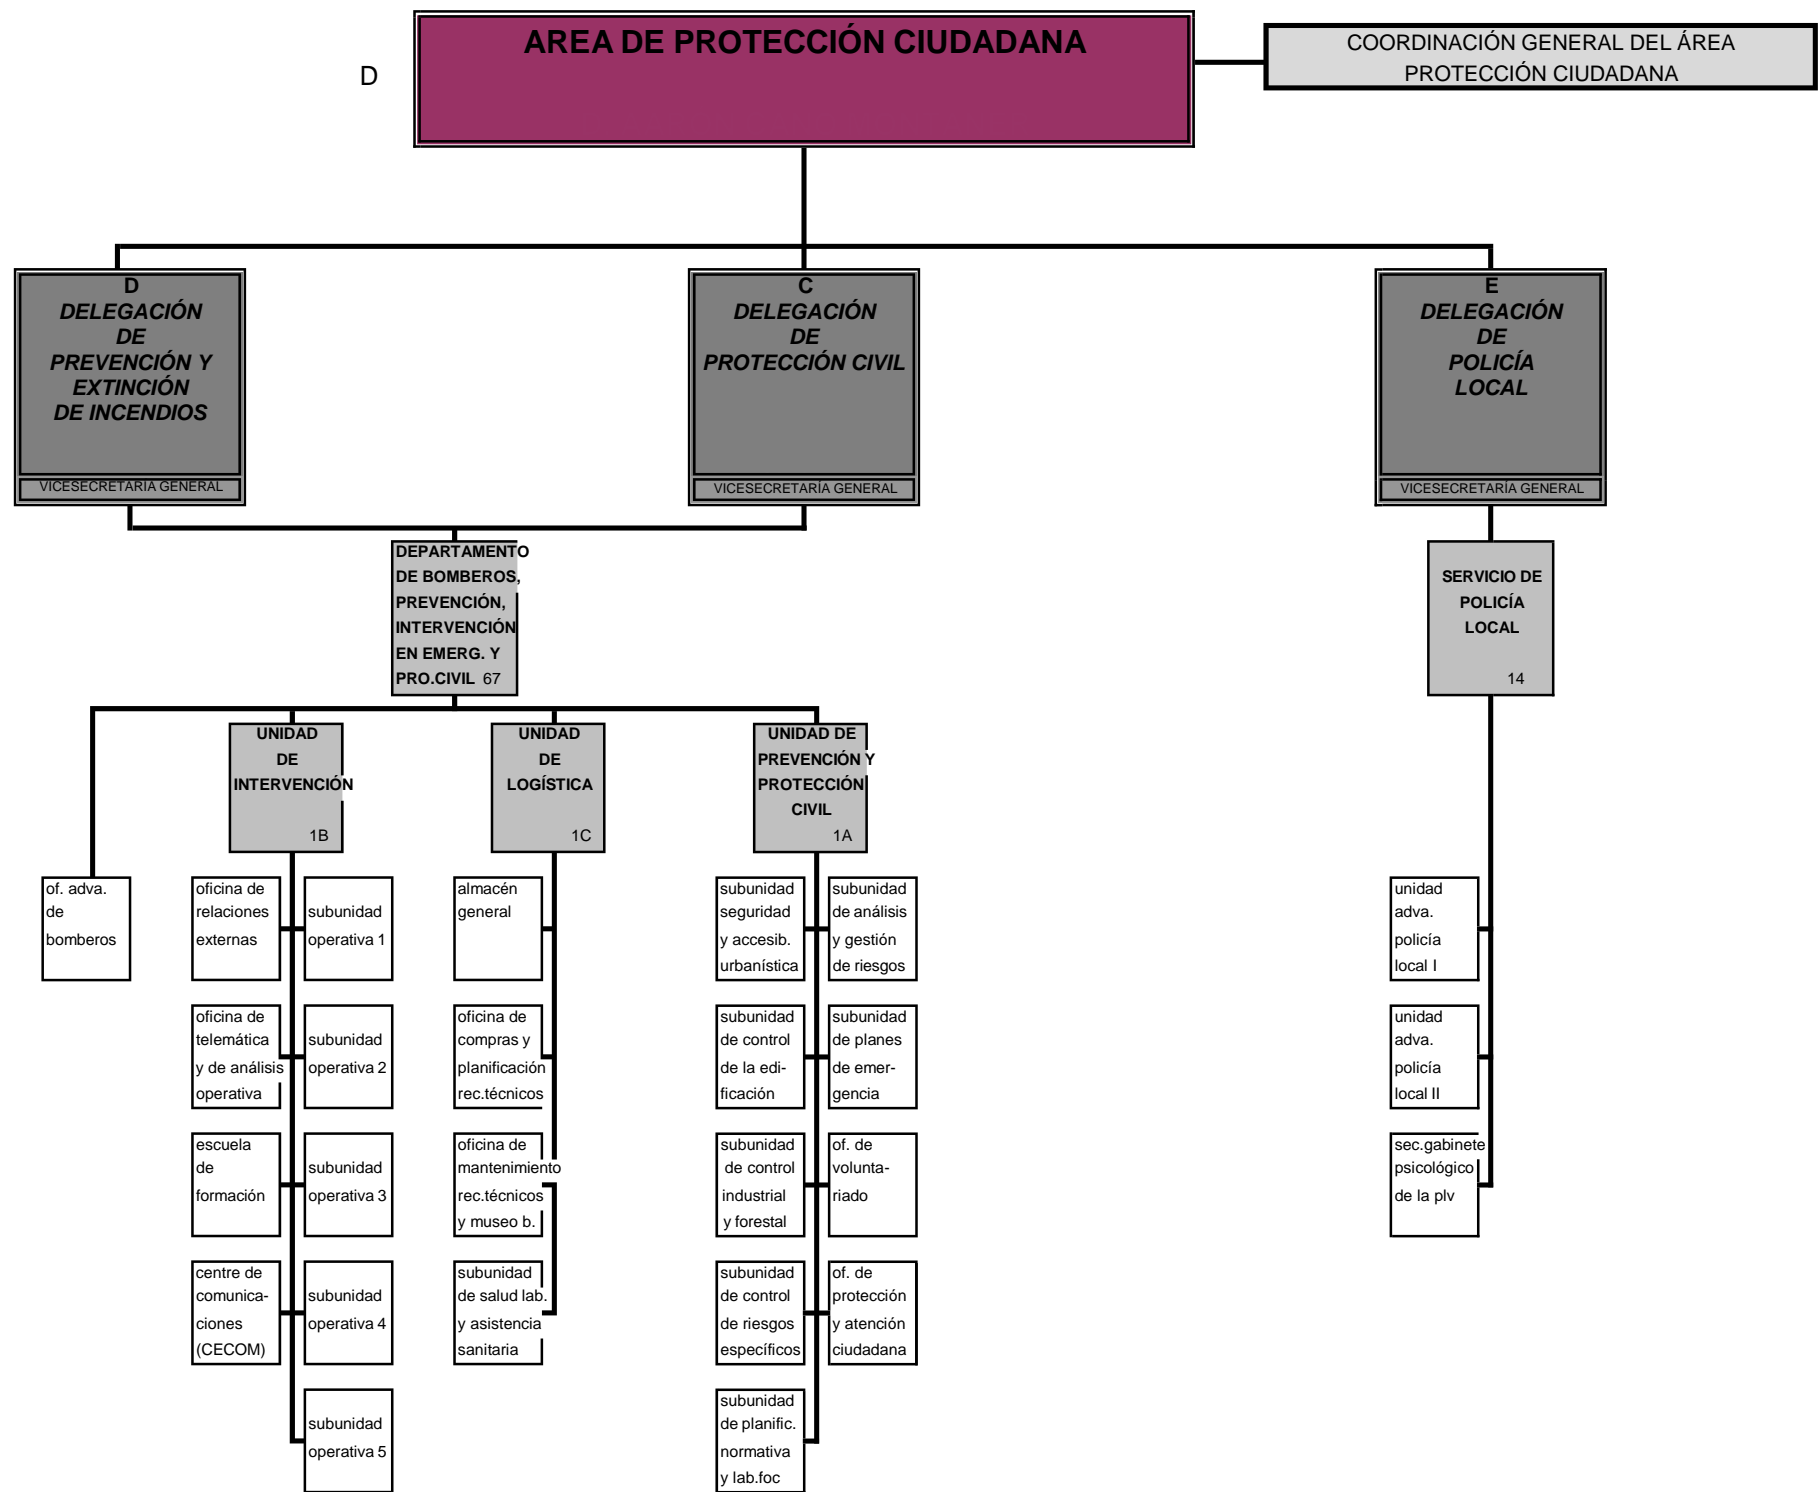 AREA DE PROTECCIÓN CIUDADANA
D
COORDINACIÓN GENERAL DEL ÁREA
PROTECCIÓN CIUDADANA
D
DELEGACIÓN
DE
PREVENCIÓN Y
EXTINCIÓN
DE INCENDIOS
VICESECRETARÍA GENERAL
C
DELEGACIÓN
DE
PROTECCIÓN CIVIL
VICESECRETARÍA GENERAL
E
DELEGACIÓN
DE
POLICÍA
LOCAL
VICESECRETARÍA GENERAL
DEPARTAMENTO
DE BOMBEROS,
PREVENCIÓN,
INTERVENCIÓN
EN EMERG. Y
PRO.CIVIL 67
SERVICIO DE
POLICÍA
LOCAL
14
UNIDAD
DE
INTERVENCIÓN
1B
UNIDAD
DE
LOGÍSTICA
1C
UNIDAD DE
PREVENCIÓN Y
PROTECCIÓN
CIVIL
1A
of. adva.
de
bomberos
oficina de
relaciones
externas
subunidad
operativa 1
oficina de
telemática
y de análisis
operativa
subunidad
operativa 2
escuela
de
formación
subunidad
operativa 3
centre de
comunica-
ciones
(CECOM)
subunidad
operativa 4
subunidad
operativa 5
almacén
general
oficina de
compras y
planificación
rec.técnicos
oficina de
mantenimiento
rec.técnicos
y museo b.
subunidad
de salud lab.
y asistencia
sanitaria
subunidad
seguridad
y accesib.
urbanística
subunidad
de análisis
y gestión
de riesgos
subunidad
de control
de la edi-
ficación
subunidad
de planes
de emer-
gencia
subunidad
de control
industrial
y forestal
of. de
volunta-
riado
subunidad
de control
de riesgos
específicos
of. de
protección
y atención
ciudadana
subunidad
de planific.
normativa
y lab.foc
unidad
adva.
policía
local I
unidad
adva.
policía
local II
sec.gabinete
psicológico
de la plv